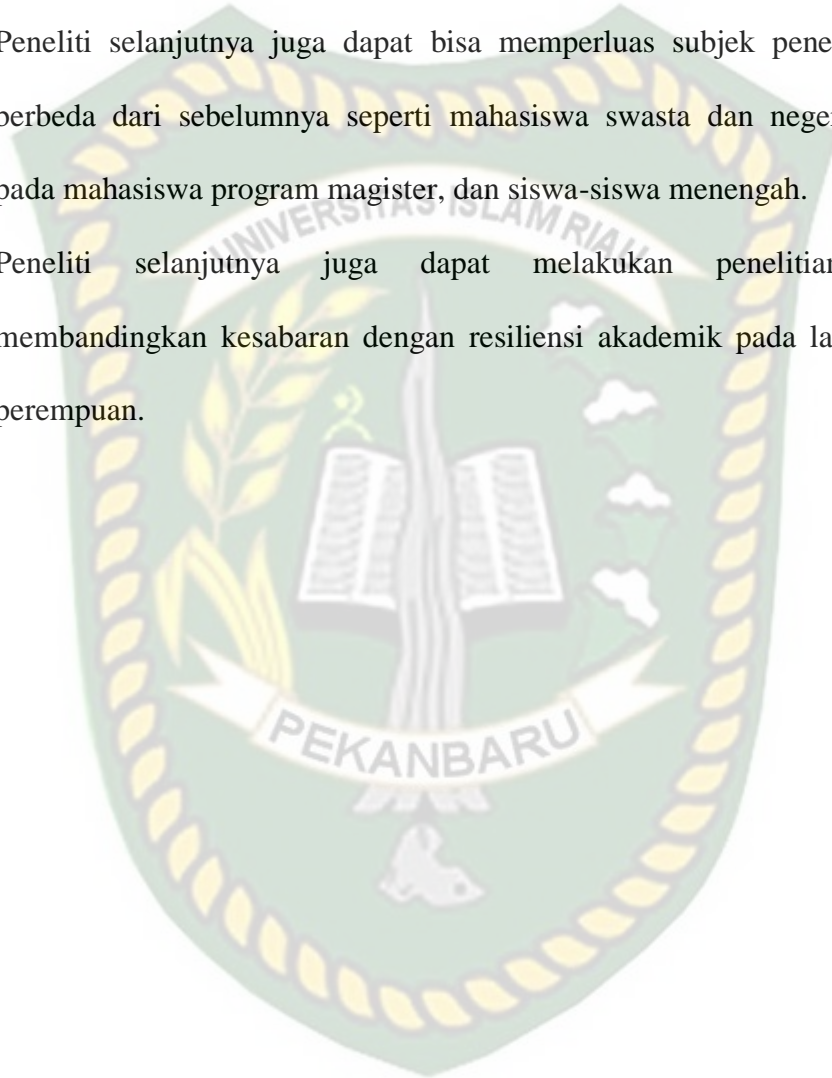 Peneliti selanjutnya juga dapat bisa memperluas subjek pene
berbeda dari sebelumnya seperti mahasiswa swasta dan nege
pada mahasiswa program magister, dan siswa-siswa menengah.
UNIVERSITAS ISLAM RIAU
Peneliti selanjutnya juga dapat melakukan penelitian
membandingkan kesabaran dengan resiliensi akademik pada la
perempuan.
PEKANBARU